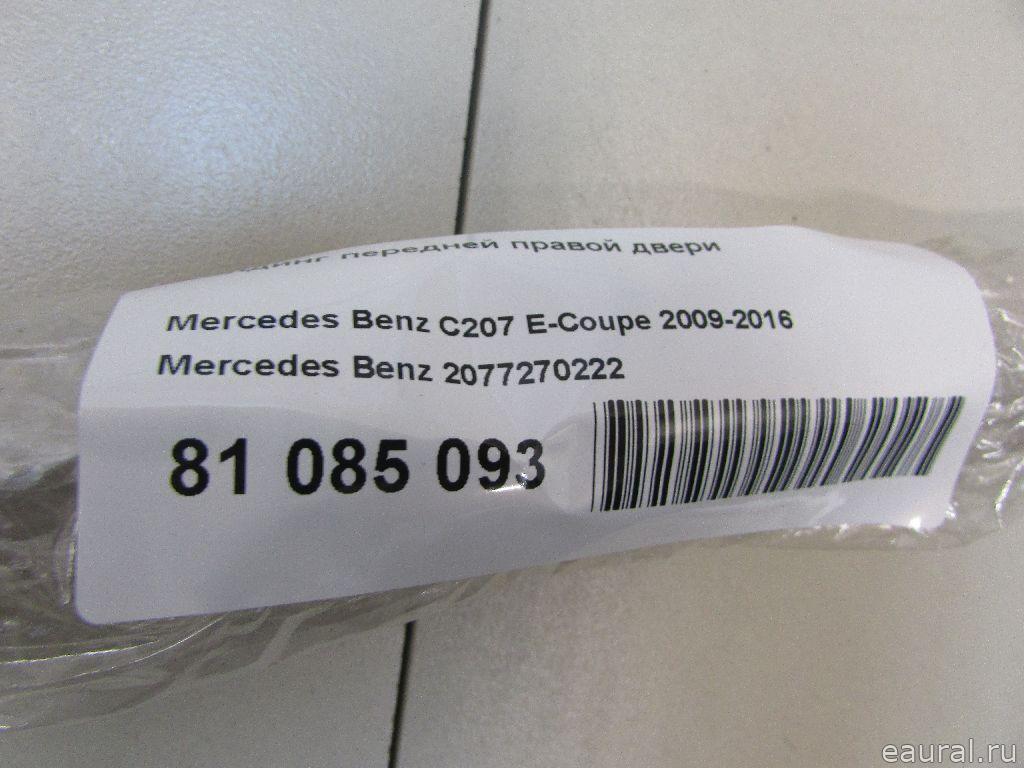 передней правой двери
Mercedes Benz C207 E-Coupe 2009-2016
Mercedes Benz 2077270222
81 085 093
eaural.ru